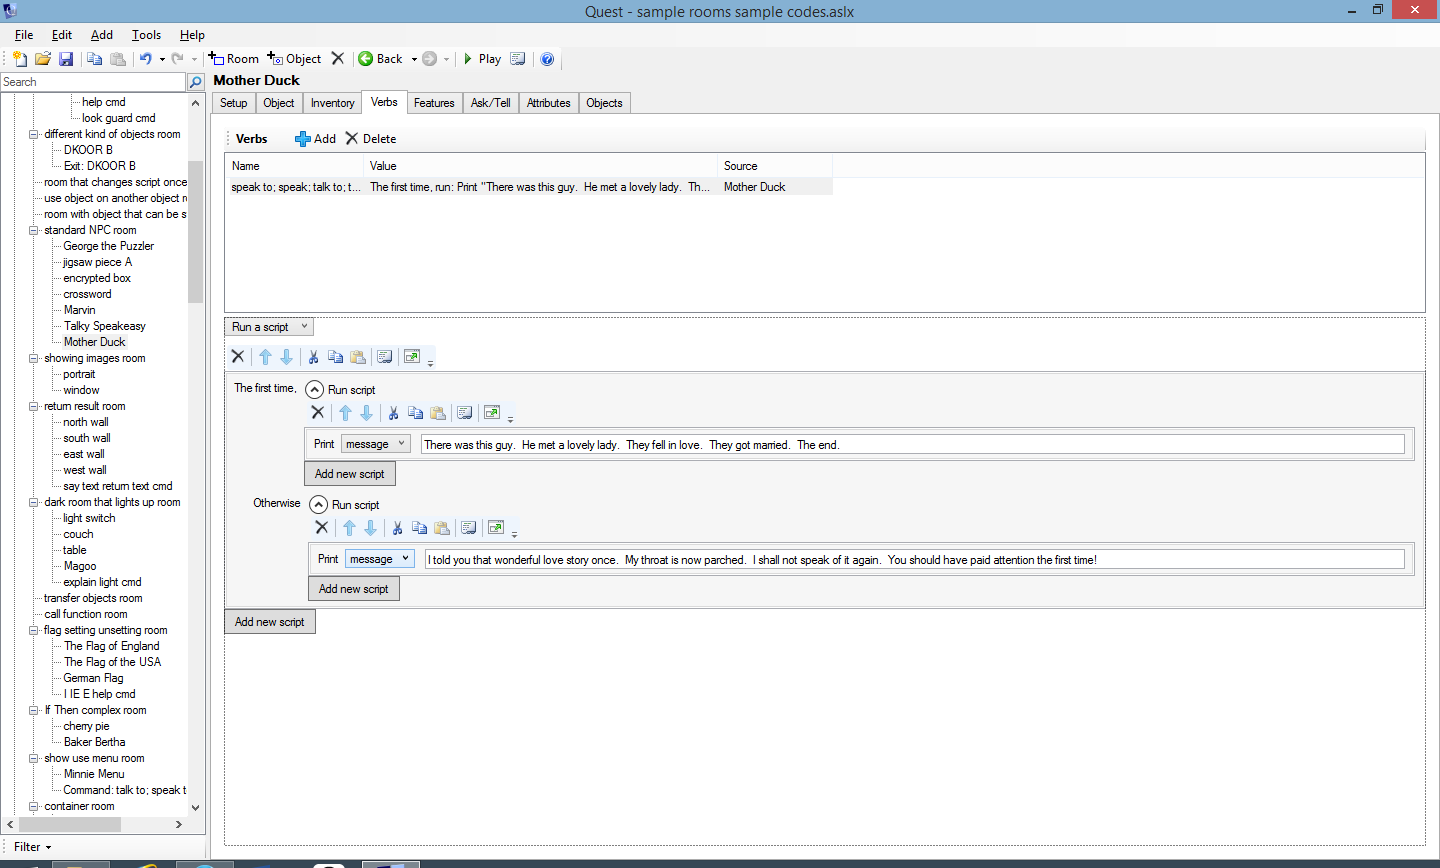 Quest - sample rooms sample codes.aslx
File Edit Add Tools Help
Room Object Back Play
Search
help cmd
look guard cmd
different kind of objects room
DKOOR B
Exit: DKOOR B
room that changes script once
use object on another object r
room with object that can be s
standard NPC room
George the Puzzler
jigsaw piece A
encrypted box
crossword
Marvin
Talky Speakeasy
Mother Duck
showing images room
portrait
window
return result room
north wall
south wall
east wall
west wall
say text return text cmd
dark room that lights up room
light switch
couch
table
Magoo
explain light cmd
transfer objects room
call function room
flag setting unsetting room
The Flag of England
The Flag of the USA
German Flag
I IE E help cmd
If Then complex room
cherry pie
Baker Bertha
show use menu room
Minnie Menu
Command: talk to; speak t
container room
Filter
Mother Duck
Setup Object Inventory Verbs Features Ask/Tell Attributes Objects
Verbs Add Delete
Name Value Source
speak to; speak; talk to; t... The first time, run: Print "There was this guy.  He met a lovely lady.  Th... Mother Duck
Run a script
The first time, Run script
Print message There was this guy.  He met a lovely lady.  They fell in love.  They got married.  The end.
Add new script
Otherwise Run script
Print message I told you that wonderful love story once.  My throat is now parched.  I shall not speak of it again.  You should have paid attention the first time!
Add new script
Add new script